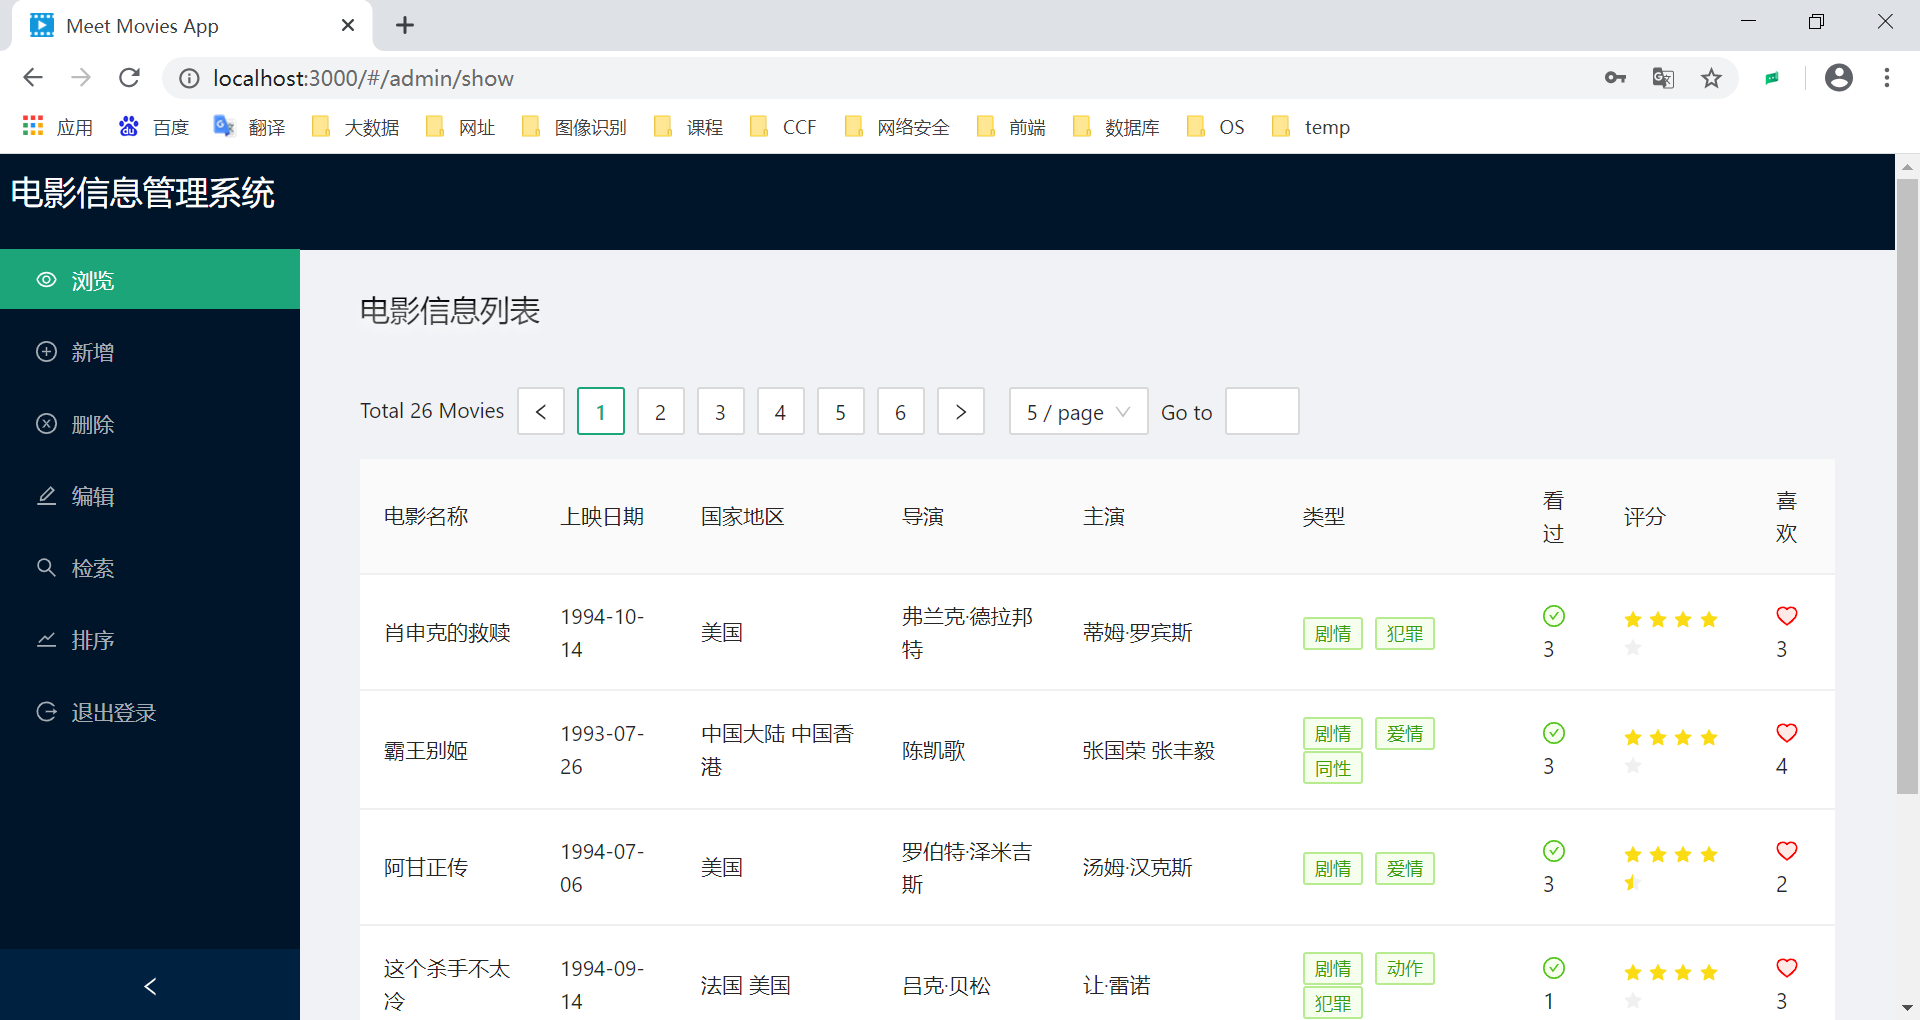 Meet Movies App
localhost:3000/#/admin/show
应用 百度 翻译 大数据 网址 图像识别 课程 CCF 网络安全 前端 数据库 OS temp
电影信息管理系统
浏览
新增
删除
编辑
检索
排序
退出登录
电影信息列表
Total 26 Movies 1 2 3 4 5 6 5 / page Go to
电影名称 上映日期 国家地区 导演 主演 类型 看过 评分 喜欢
肖申克的救赎 1994-10-14 美国 弗兰克·德拉邦特 蒂姆·罗宾斯 剧情 犯罪 3 3
霸王别姬 1993-07-26 中国大陆 中国香港 陈凯歌 张国荣 张丰毅 剧情 爱情 同性 3 4
阿甘正传 1994-07-06 美国 罗伯特·泽米吉斯 汤姆·汉克斯 剧情 爱情 3 2
这个杀手不太冷 1994-09-14 法国 美国 吕克·贝松 让·雷诺 剧情 动作 犯罪 1 3